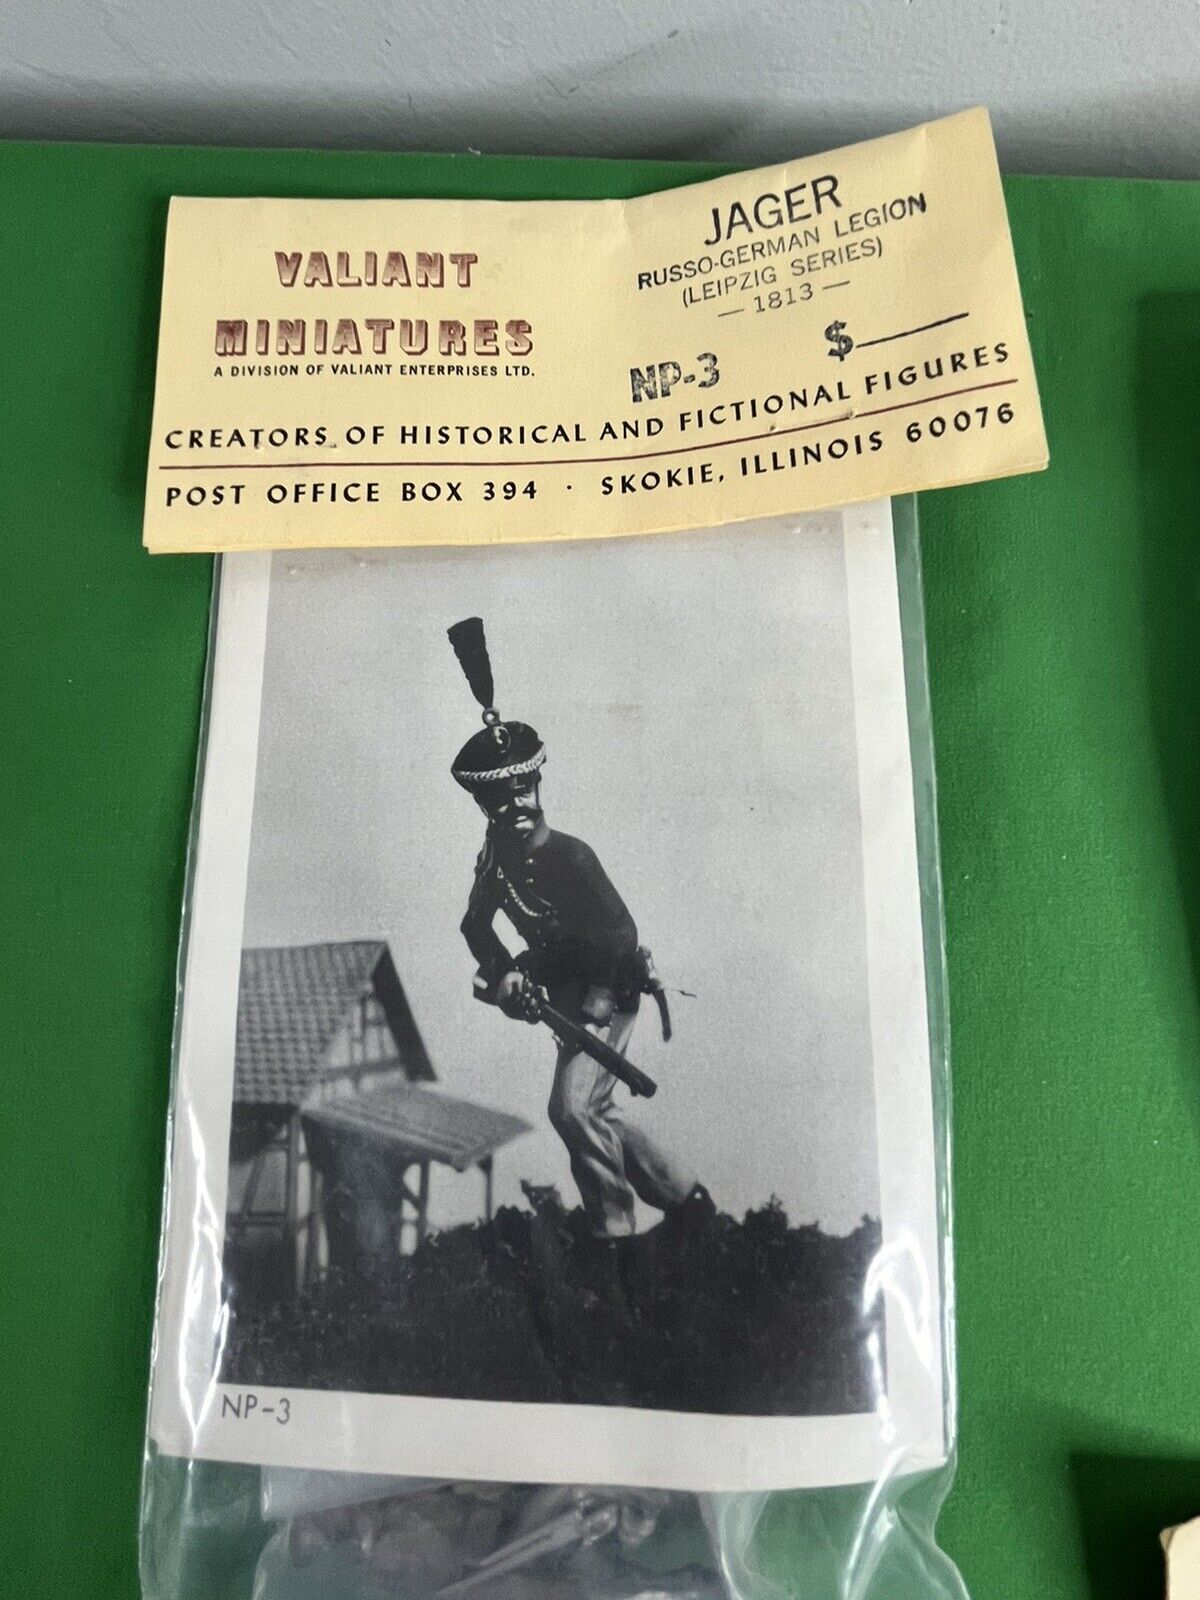 VALIANT
MINIATURES
A DIVISION OF VALIANT ENTERPRISES LTD.
JAGER
RUSSO-GERMAN LEGION
(LEIPZIG SERIES)
— 1813 —
NP-3
$
CREATORS OF HISTORICAL AND FICTIONAL FIGURES
POST OFFICE BOX 394 · SKOKIE, ILLINOIS 60076
NP-3